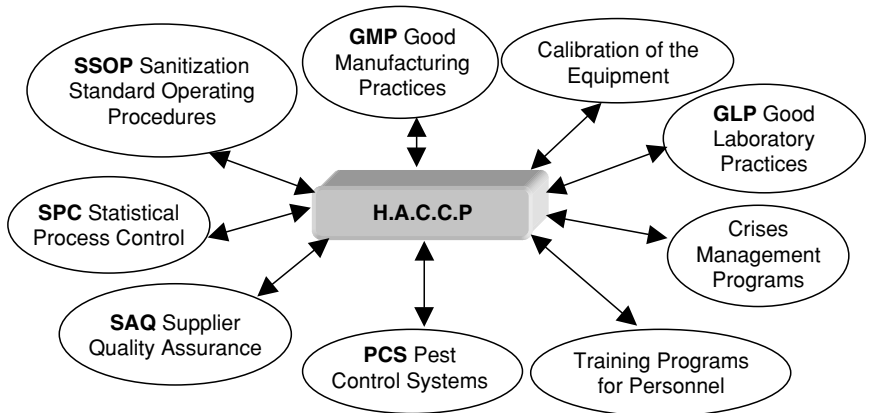 SSOP Sanitization
Standard Operating
Procedures
GMP Good
Manufacturing
Practices
Calibration of the
Equipment
GLP Good
Laboratory
Practices
SPC Statistical
Process Control
H.A.C.C.P
Crises
Management
Programs
SAQ Supplier
Quality Assurance
PCS Pest
Control Systems
Training Programs
for Personnel